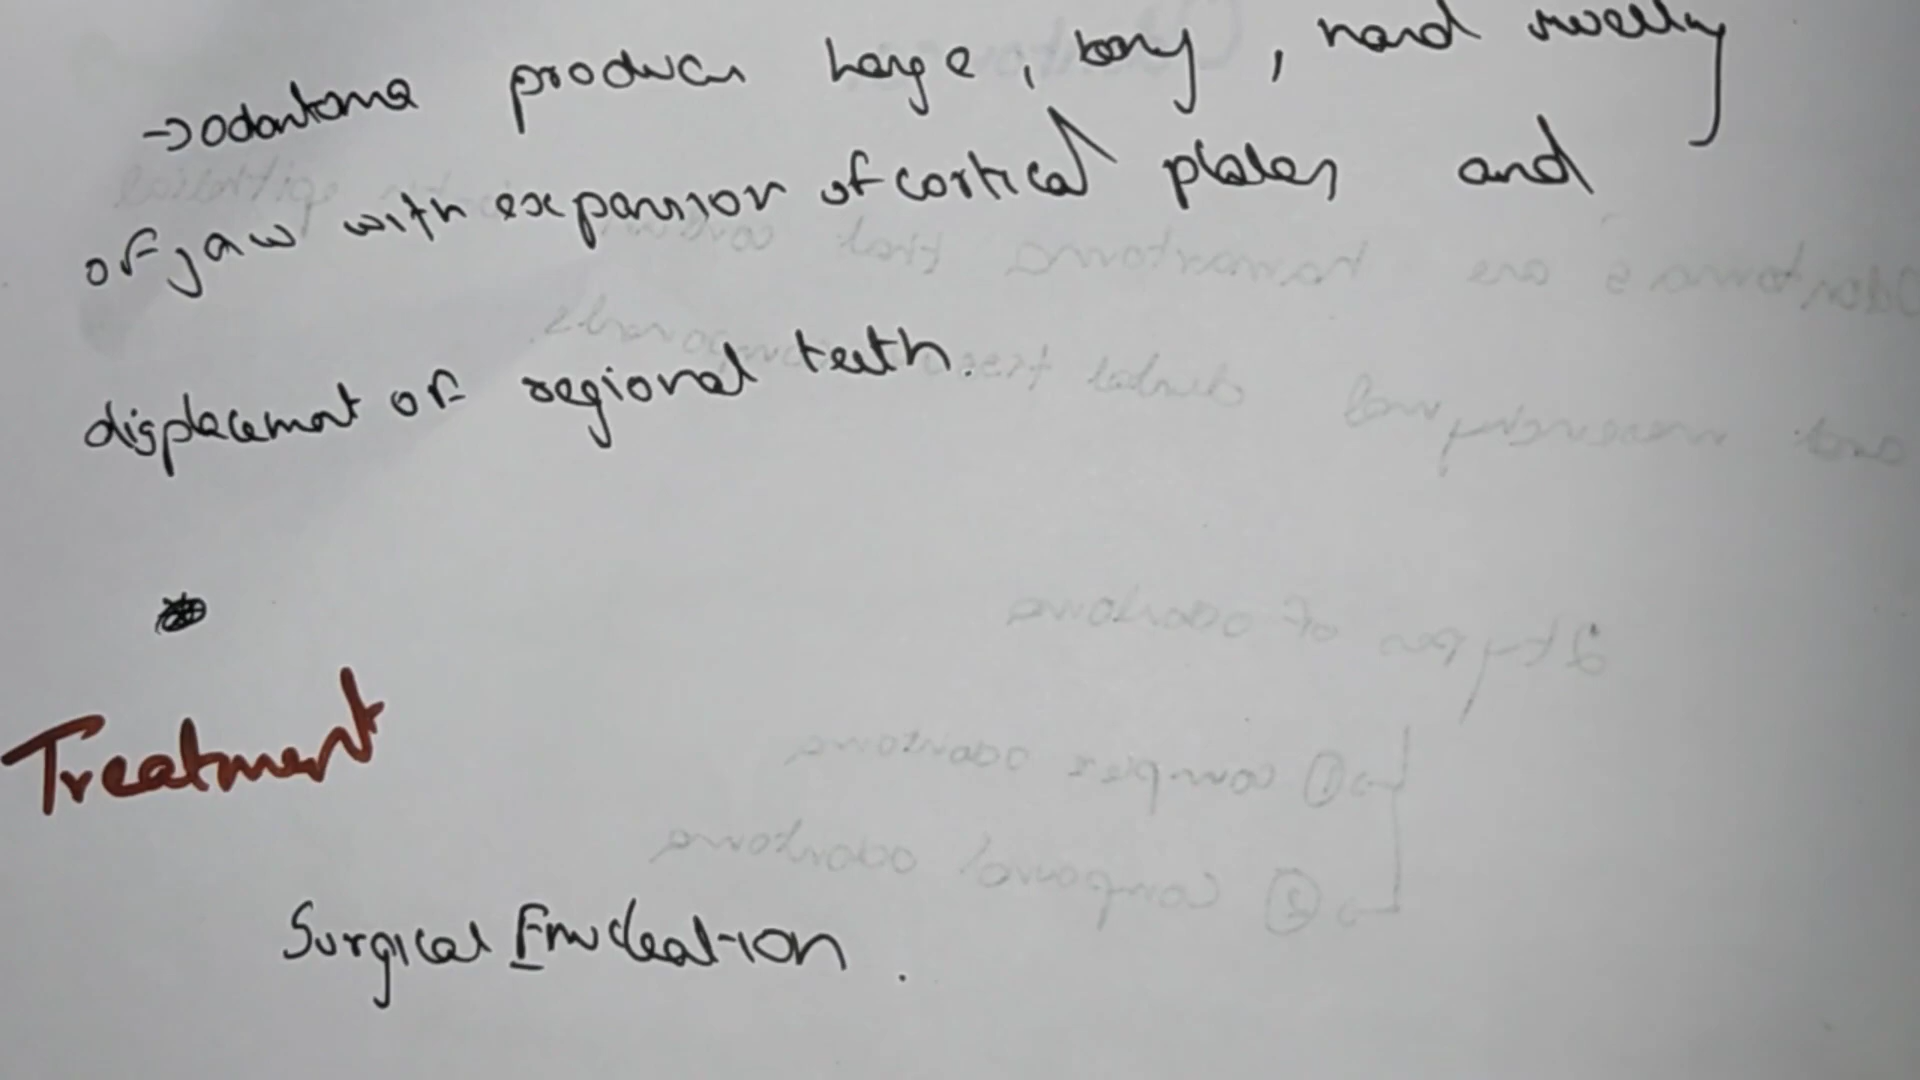 → odontoma produces large, bony, hard swelling
of jaw with expansion of cortical plates and
displacement of regional teeth.
Treatment
Surgical Enucleation.